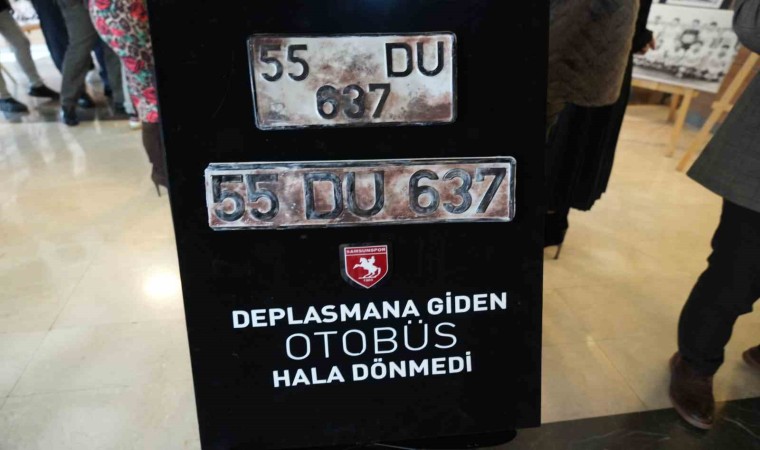 55 DU
637
55 DU 637
SAMSUNSPOR
DEPLASMANA GİDEN
OTOBÜS
HALA DÖNMEDİ